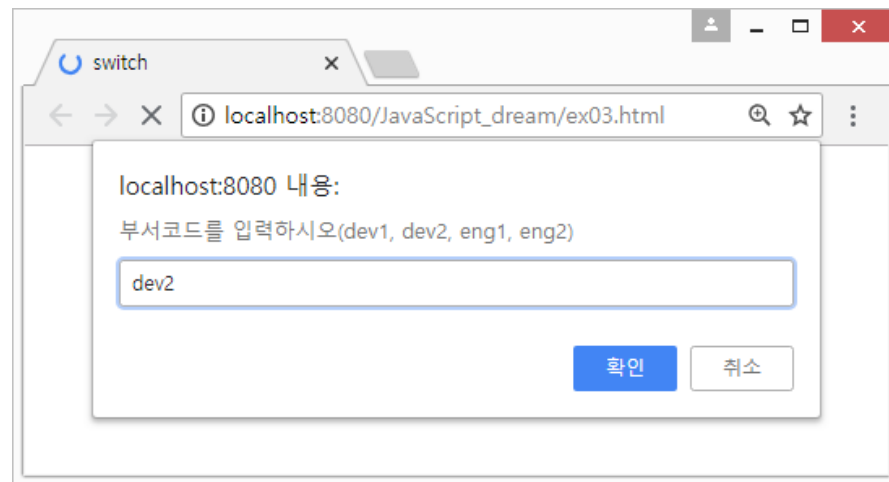 switch
localhost:8080/JavaScript_dream/ex03.html
localhost:8080 내용:
부서코드를 입력하시오(dev1, dev2, eng1, eng2)
dev2
확인 취소